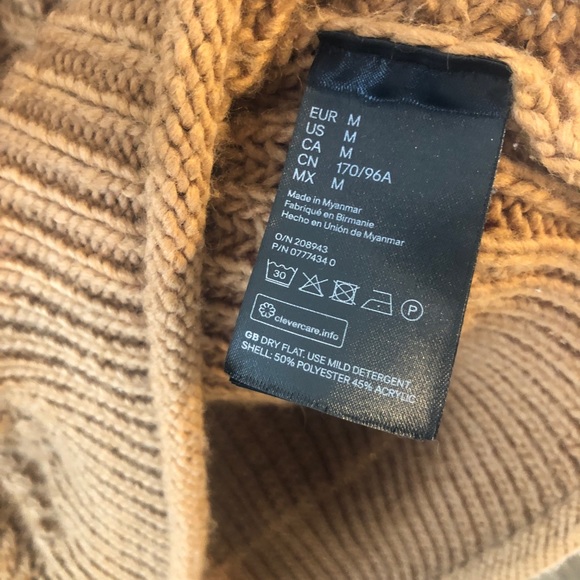 EUR M
US M
CA M
CN 170/96A
MX M
Made in Myanmar
Fabriqué en Birmanie
Hecho en Unión de Myanmar
O/N 208943
P/N 0777434 0
30
P
clevercare.info
GB DRY FLAT. USE MILD DETERGENT.
SHELL: 50% POLYESTER 45% ACRYLIC